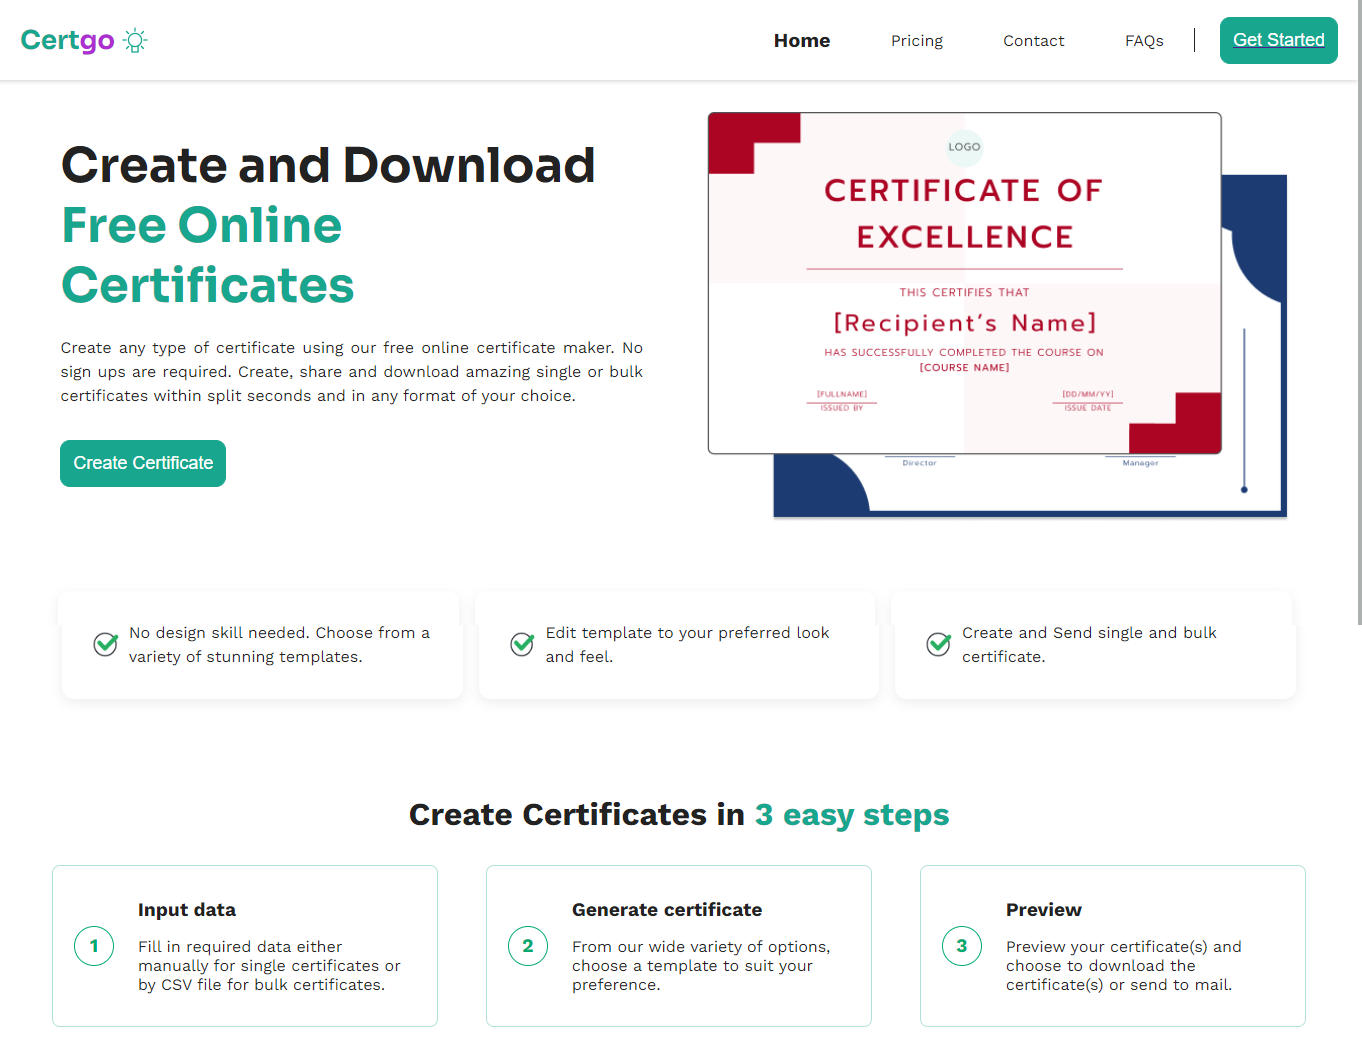 Certgo
Home
Pricing
Contact
FAQs
Get Started
Create and Download
Free Online
Certificates
Create any type of certificate using our free online certificate maker. No
sign ups are required. Create, share and download amazing single or bulk
certificates within split seconds and in any format of your choice.
Create Certificate
LOGO
CERTIFICATE OF
EXCELLENCE
THIS CERTIFIES THAT
[Recipient's Name]
HAS SUCCESSFULLY COMPLETED THE COURSE ON
[COURSE NAME]
[FULLNAME]
ISSUED BY
[DD/MM/YY]
ISSUE DATE
Director
Manager
No design skill needed. Choose from a
variety of stunning templates.
Edit template to your preferred look
and feel.
Create and Send single and bulk
certificate.
Create Certificates in 3 easy steps
1
Input data
Fill in required data either
manually for single certificates or
by CSV file for bulk certificates.
2
Generate certificate
From our wide variety of options,
choose a template to suit your
preference.
3
Preview
Preview your certificate(s) and
choose to download the
certificate(s) or send to mail.